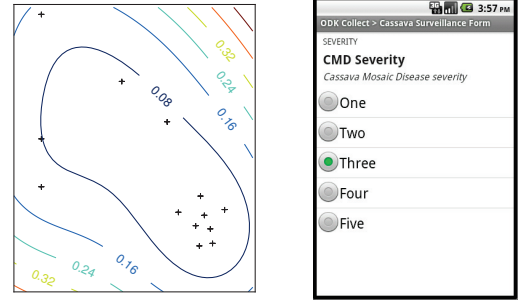 0.32
0.24
0.16
0.08
0.16
0.24
0.32
3G 3:57 PM
ODK Collect > Cassava Surveillance Form
SEVERITY
CMD Severity
Cassava Mosaic Disease severity
One
Two
Three
Four
Five